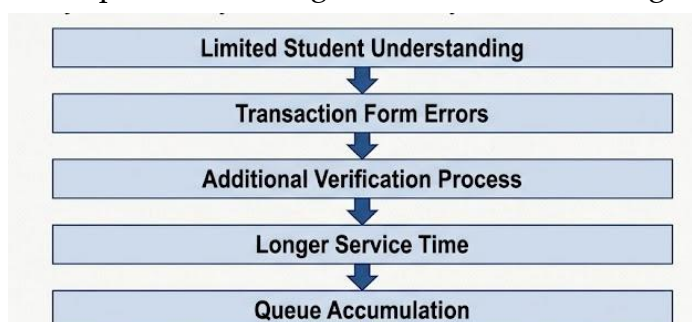 Limited Student Understanding
Transaction Form Errors
Additional Verification Process
Longer Service Time
Queue Accumulation